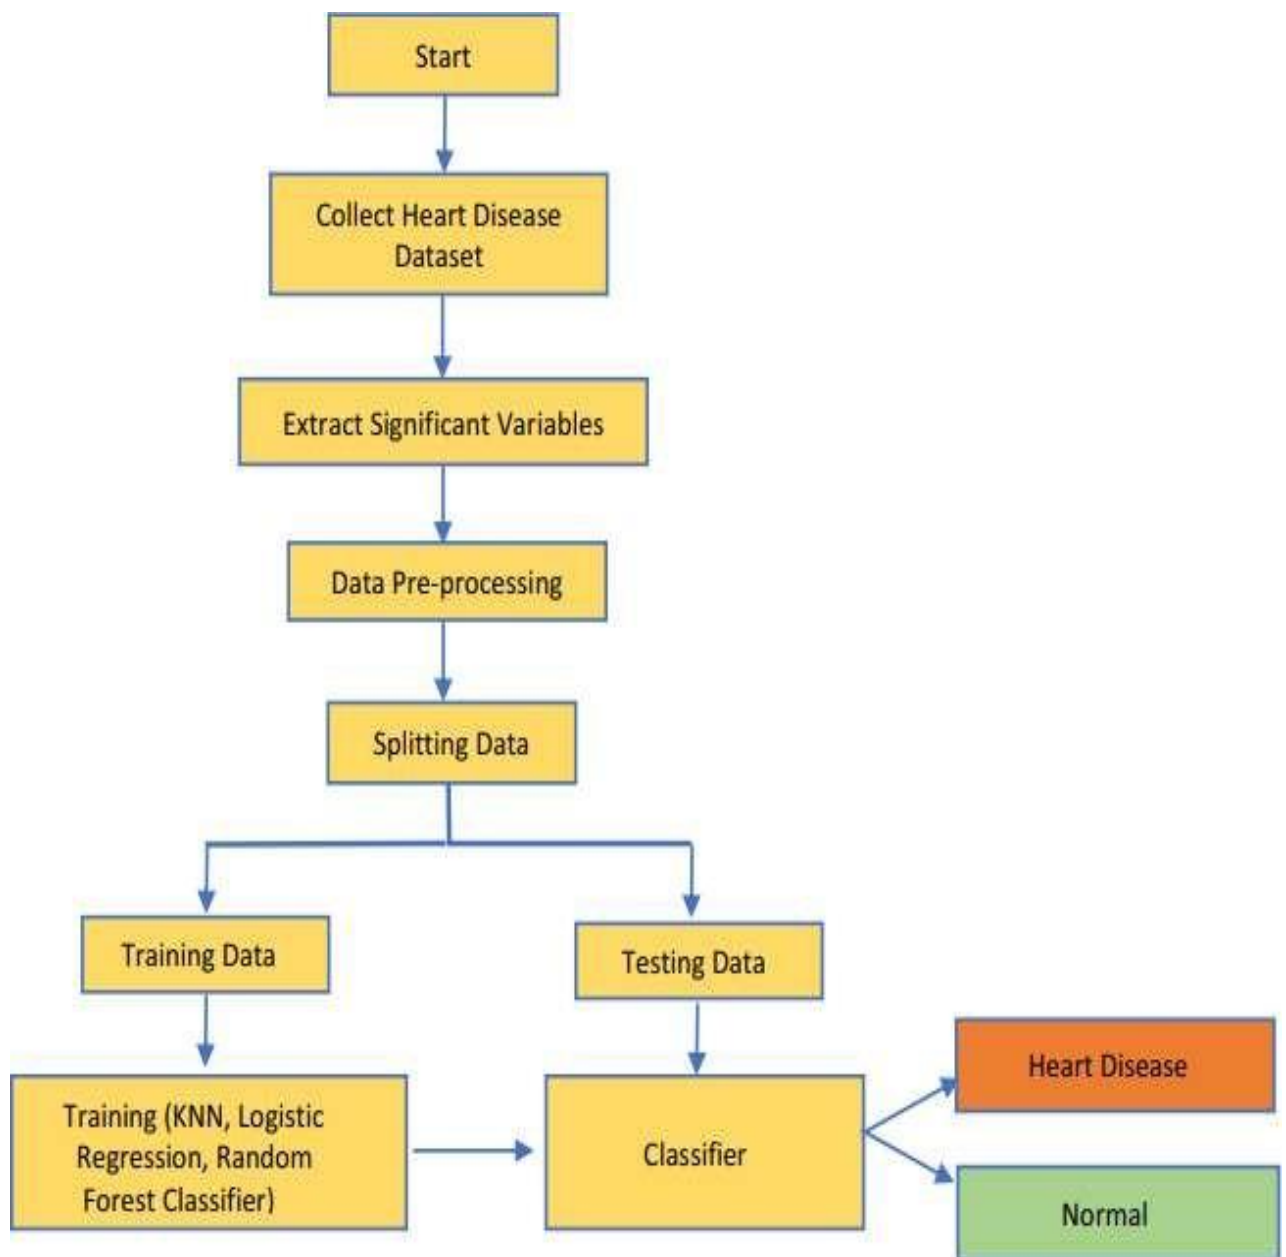 Start
Collect Heart Disease
Dataset
Extract Significant Variables
Data Pre-processing
Splitting Data
Training Data
Testing Data
Training (KNN, Logistic
Regression, Random
Forest Classifier)
Classifier
Heart Disease
Normal